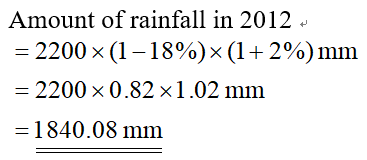 Amount of rainfall in 2012 ↵
= 2200 × (1 − 18%) × (1 + 2%) mm
= 2200 × 0.82 × 1.02 mm
= 1840.08 mm